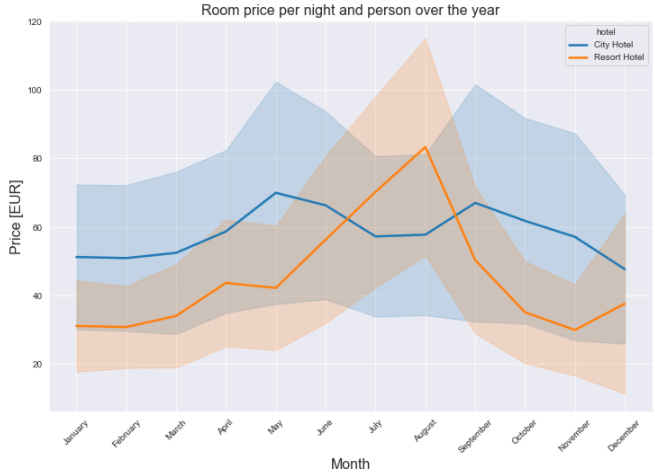 Room price per night and person over the year
hotel
City Hotel
Resort Hotel
Price [EUR]
120
100
80
60
40
20
January
February
March
April
May
June
July
August
September
October
November
December
Month